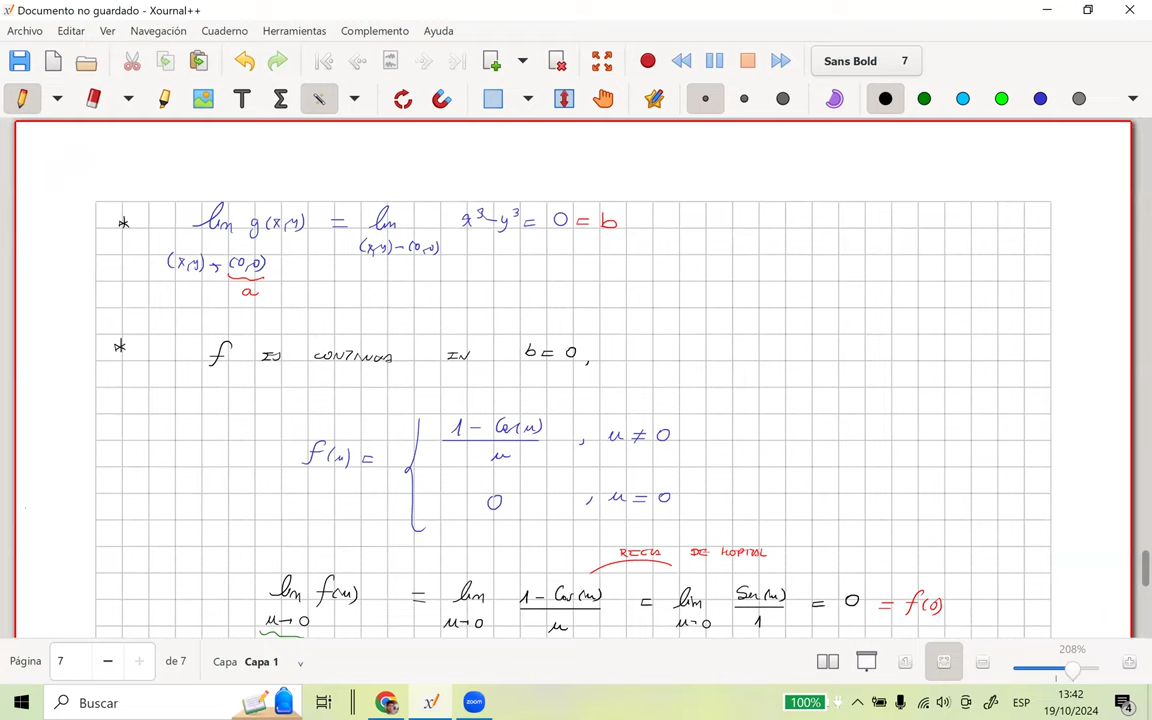 Documento no guardado - Xournal++
Archivo Editar Ver Navegación Cuaderno Herramientas Complemento Ayuda
Sans Bold 7
* lim g(x,y) = lim x³-y³ = 0 = b
(x,y)→(0,0) (x,y)→(0,0)
a
* f ES CONTINUA EN b = 0,
1 - Cos(u) , u ≠ 0
f(u) = u
0 , u = 0
REGLA DE HOPITAL
lim f(u) = lim 1 - Cos(u) = lim Sen(u) = 0 = f(0)
u→0 u→0 u u→0 1
Página 7 de 7 Capa Capa 1
208%
Buscar
100% ESP 13:42
19/10/2024
4